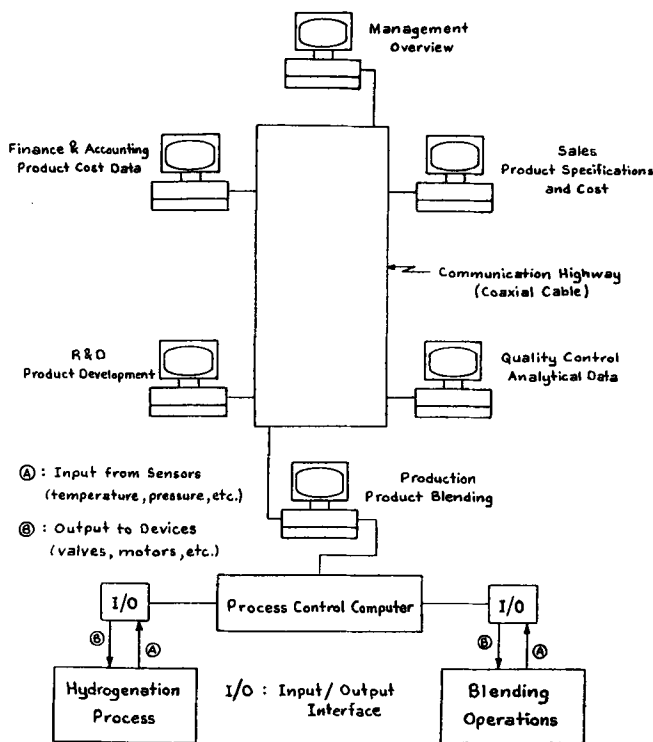 Management
Overview
Finance & Accounting
Product Cost Data
Sales
Product Specifications
and Cost
Communication Highway
(Coaxial Cable)
R&D
Product Development
Quality Control
Analytical Data
Ⓐ : Input from Sensors
(temperature, pressure, etc.)
Production
Product Blending
Ⓑ : Output to Devices
(valves, motors, etc.)
I/O
Process Control Computer
I/O
Ⓑ
Ⓐ
Ⓑ
Ⓐ
Hydrogenation
Process
I/O : Input/Output
Interface
Blending
Operations